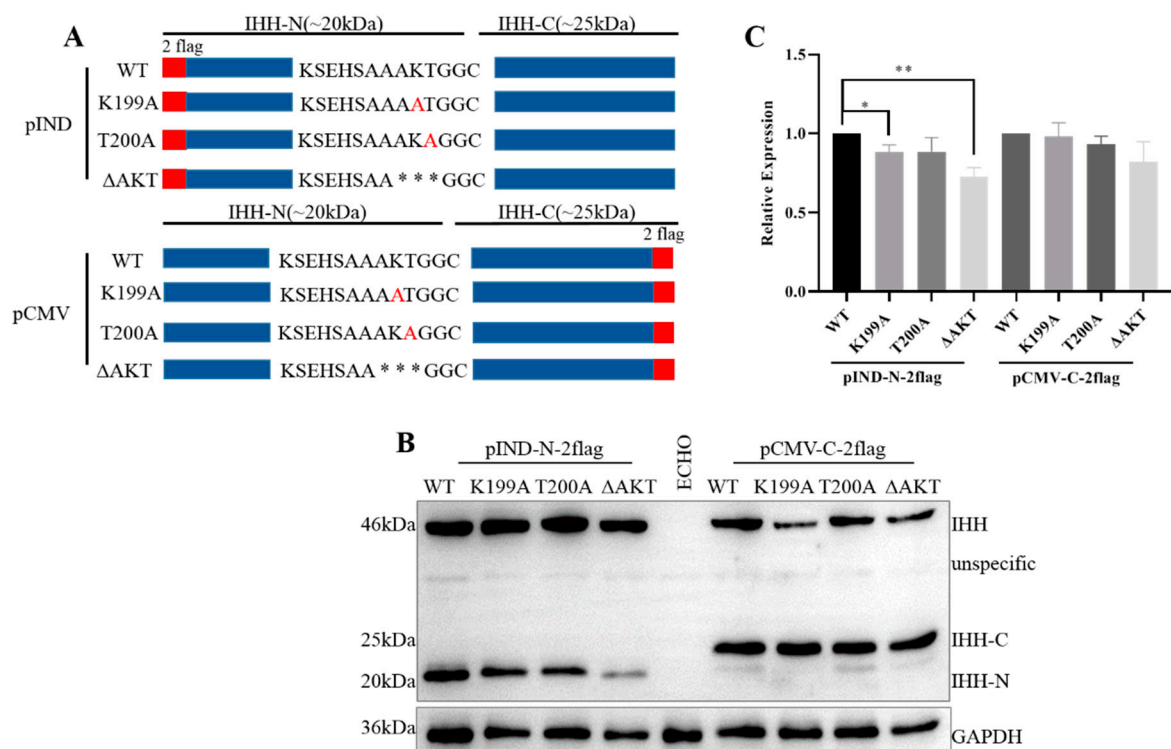 A
IHH-N(~20kDa) IHH-C(~25kDa)
2 flag
WT KSEHSAAAKTGGC
K199A KSEHSAAAATGGC
pIND
T200A KSEHSAAAKAGGC
ΔAKT KSEHSAA***GGC
IHH-N(~20kDa) IHH-C(~25kDa)
2 flag
WT KSEHSAAAKTGGC
K199A KSEHSAAAATGGC
pCMV
T200A KSEHSAAAKAGGC
ΔAKT KSEHSAA***GGC
C
Relative Expression
1.5
1.0
0.5
0.0
**
*
WT K199A T200A ΔAKT WT K199A T200A ΔAKT
pIND-N-2flag pCMV-C-2flag
B
pIND-N-2flag ECHO pCMV-C-2flag
WT K199A T200A ΔAKT WT K199A T200A ΔAKT
46kDa IHH
unspecific
25kDa IHH-C
20kDa IHH-N
36kDa GAPDH